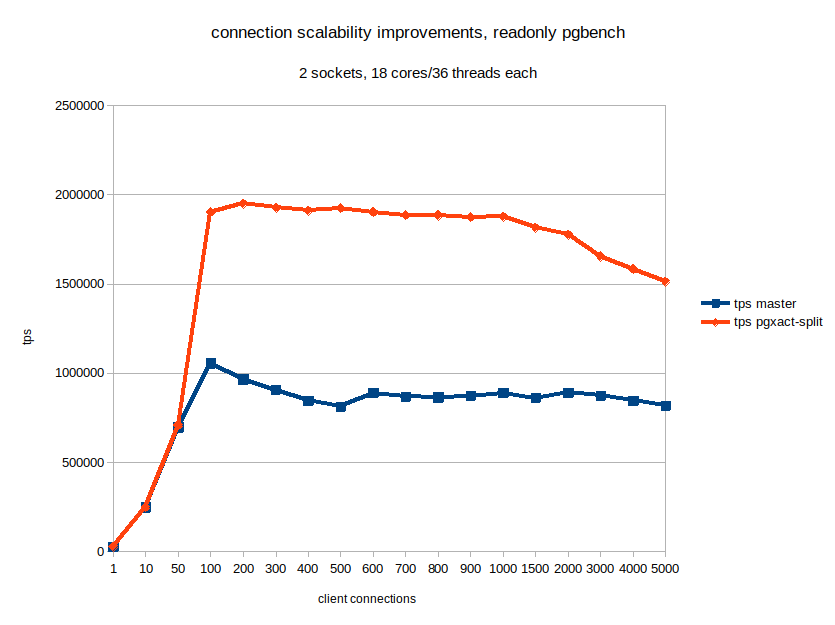 connection scalability improvements, readonly pgbench
2 sockets, 18 cores/36 threads each
2500000
2000000
1500000
1000000
500000
0
tps
1 10 50 100 200 300 400 500 600 700 800 900 1000 1500 2000 3000 4000 5000
client connections
tps master
tps pgxact-split